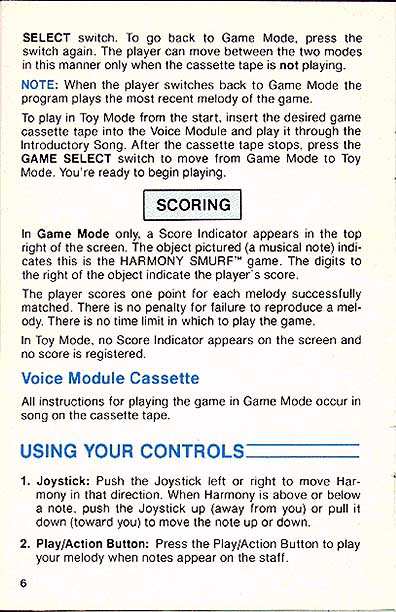 SELECT switch. To go back to Game Mode, press the
switch again. The player can move between the two modes
in this manner only when the cassette tape is not playing.
NOTE: When the player switches back to Game Mode the
program plays the most recent melody of the game.
To play in Toy Mode from the start, insert the desired game
cassette tape into the Voice Module and play it through the
Introductory Song. After the cassette tape stops, press the
GAME SELECT switch to move from Game Mode to Toy
Mode. You're ready to begin playing.
SCORING
In Game Mode only, a Score Indicator appears in the top
right of the screen. The object pictured (a musical note) indi-
cates this is the HARMONY SMURF™ game. The digits to
the right of the object indicate the player's score.
The player scores one point for each melody successfully
matched. There is no penalty for failure to reproduce a mel-
ody. There is no time limit in which to play the game.
In Toy Mode, no Score Indicator appears on the screen and
no score is registered.
Voice Module Cassette
All instructions for playing the game in Game Mode occur in
song on the cassette tape.
USING YOUR CONTROLS
1. Joystick: Push the Joystick left or right to move Har-
mony in that direction. When Harmony is above or below
a note, push the Joystick up (away from you) or pull it
down (toward you) to move the note up or down.
2. Play/Action Button: Press the Play/Action Button to play
your melody when notes appear on the staff.
6